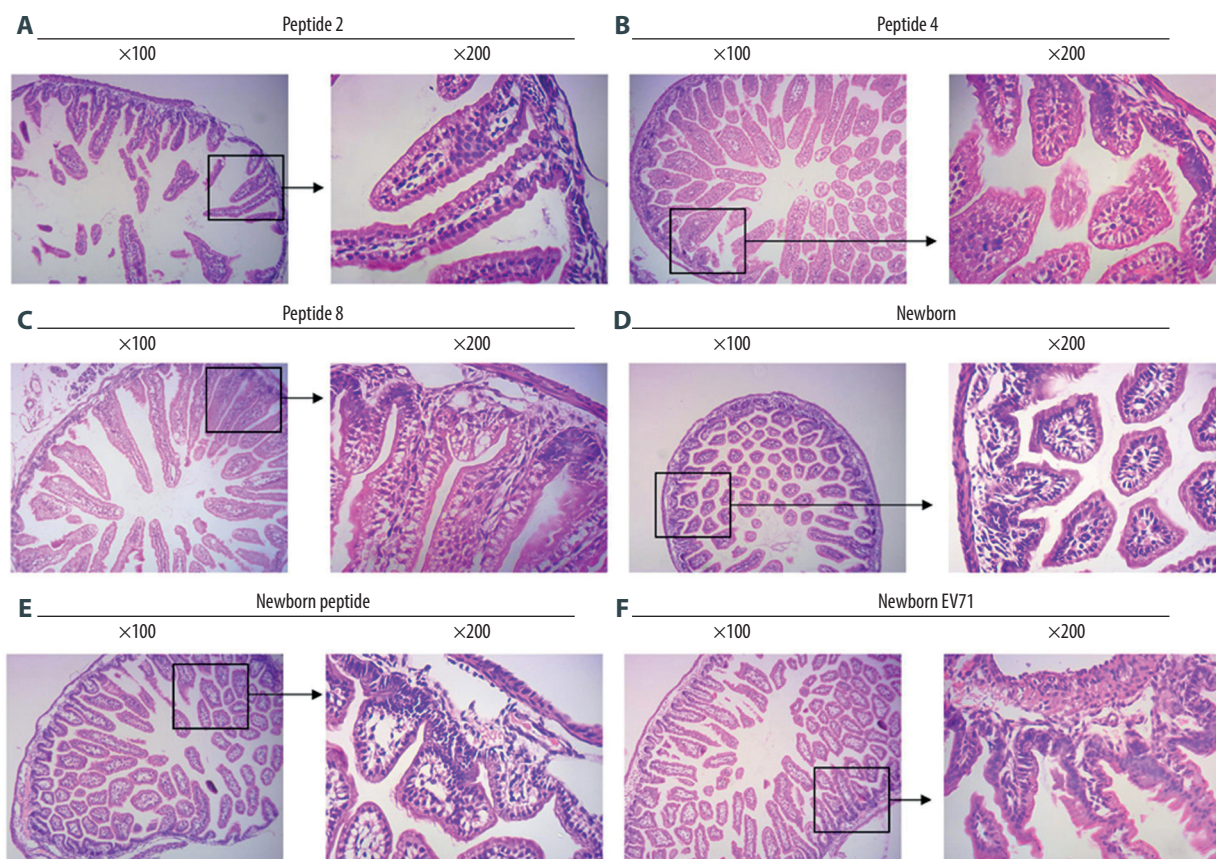 A Peptide 2
×100 ×200
B Peptide 4
×100 ×200
C Peptide 8
×100 ×200
D Newborn
×100 ×200
E Newborn peptide
×100 ×200
F Newborn EV71
×100 ×200